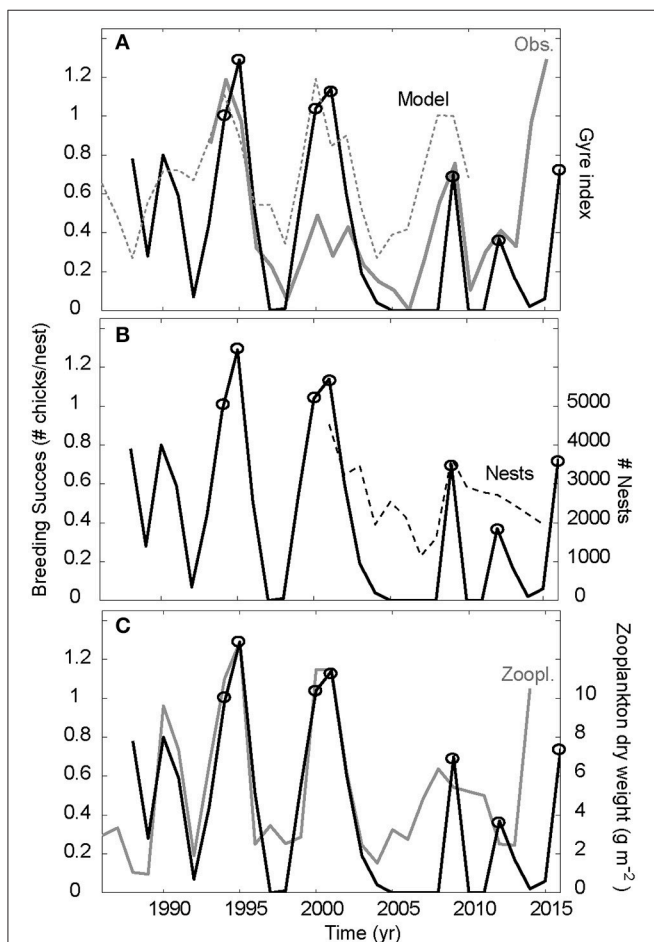 A
Obs.
Model
1.2
1
0.8
0.6
0.4
0.2
0
Gyre index
B
1.2
1
0.8
0.6
0.4
0.2
0
Nests
5000
4000
3000
2000
1000
0
# Nests
Breeding Succes (# chicks/nest)
C
Zoopl.
1.2
1
0.8
0.6
0.4
0.2
0
10
8
6
4
2
0
Zooplankton dry weight (g m-2)
1990 1995 2000 2005 2010 2015
Time (yr)